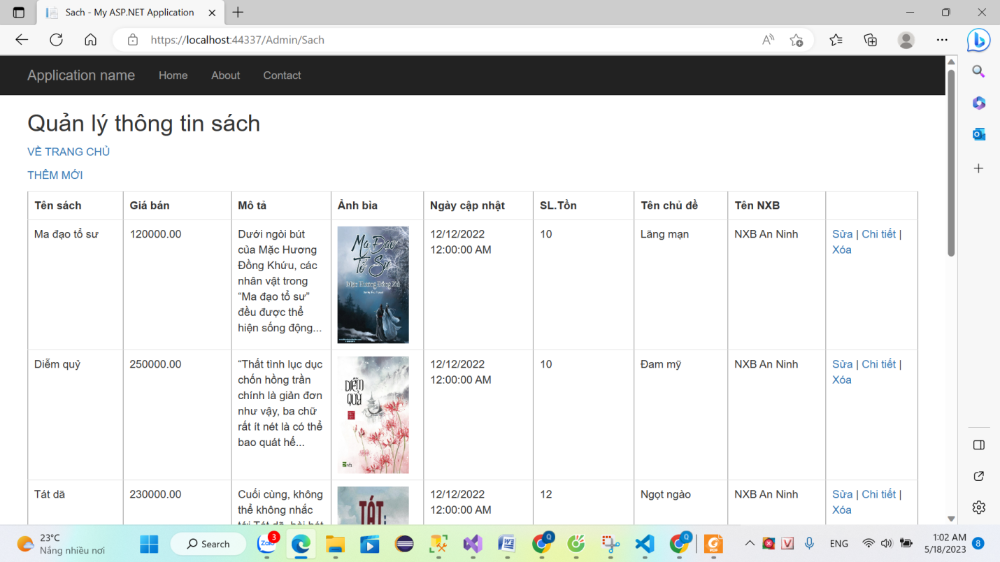 Sach - My ASP.NET Application
https://localhost:44337/Admin/Sach
Application name Home About Contact
Quản lý thông tin sách
VỀ TRANG CHỦ
THÊM MỚI
Tên sách Giá bán Mô tả Ảnh bìa Ngày cập nhật SL.Tồn Tên chủ đề Tên NXB
Ma đạo tổ sư 120000.00 Dưới ngòi bút 12/12/2022 10 Lãng mạn NXB An Ninh Sửa | Chi tiết |
của Mặc Hương 12:00:00 AM Xóa
Đồng Khứu, các
nhân vật trong
“Ma đạo tổ sư”
đều được thể
hiện sống động...
Ma Đạo
Tổ Sư
Diễm quỷ 250000.00 “Thất tình lục dục 12/12/2022 10 Đam mỹ NXB An Ninh Sửa | Chi tiết |
chốn hồng trần 12:00:00 AM Xóa
chính là giản đơn
như vậy, ba chữ
rất ít nét là có thể
bao quát hế...
DIỄM
QUỶ
Tát dã 230000.00 Cuối cùng, không 12/12/2022 12 Ngọt ngào NXB An Ninh Sửa | Chi tiết |
thể không nhắc 12:00:00 AM Xóa
TÁT
23°C
Nắng nhiều nơi
Search
Zalo
3
Q
Q
PDF
ENG
1:02 AM
5/18/2023
8